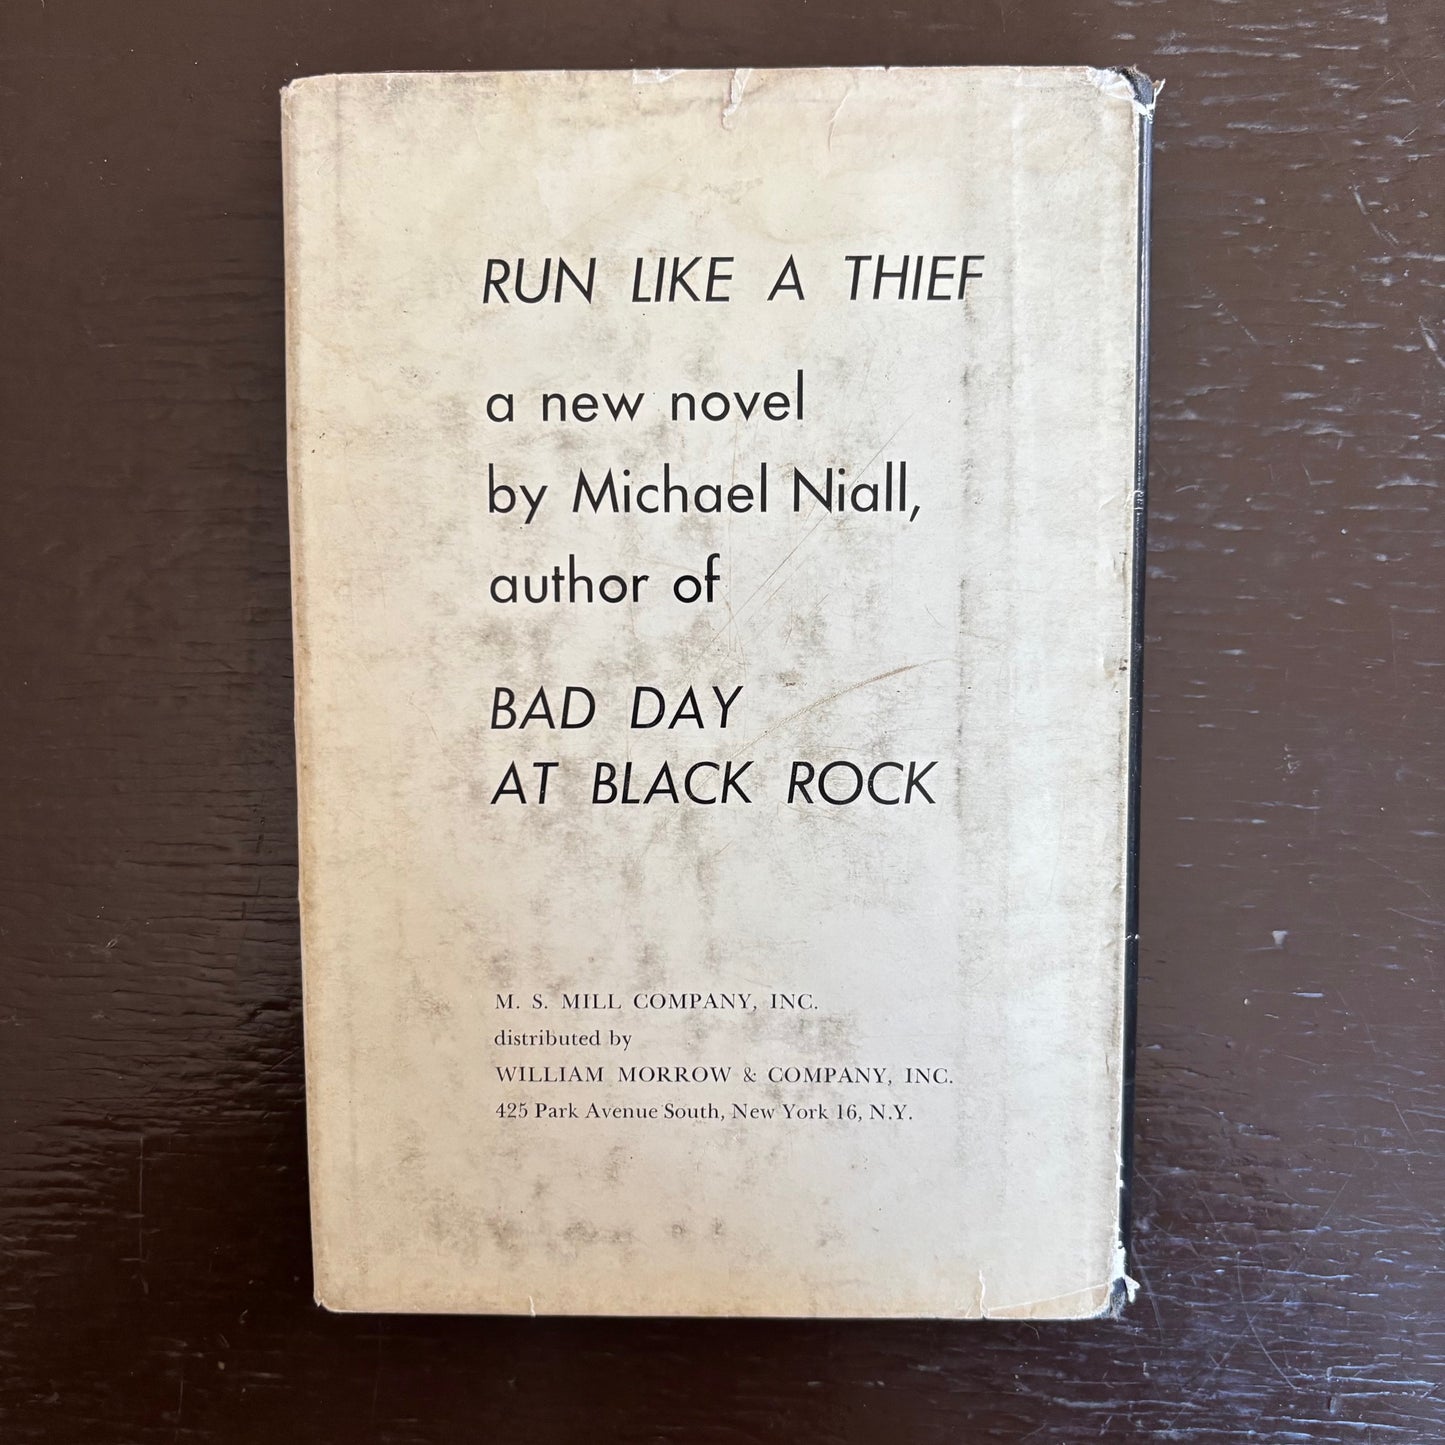 RUN LIKE A THIEF
a new novel
by Michael Niall,
author of
BAD DAY
AT BLACK ROCK
M. S. MILL COMPANY, INC.
distributed by
WILLIAM MORROW & COMPANY, INC.
425 Park Avenue South, New York 16, N.Y.